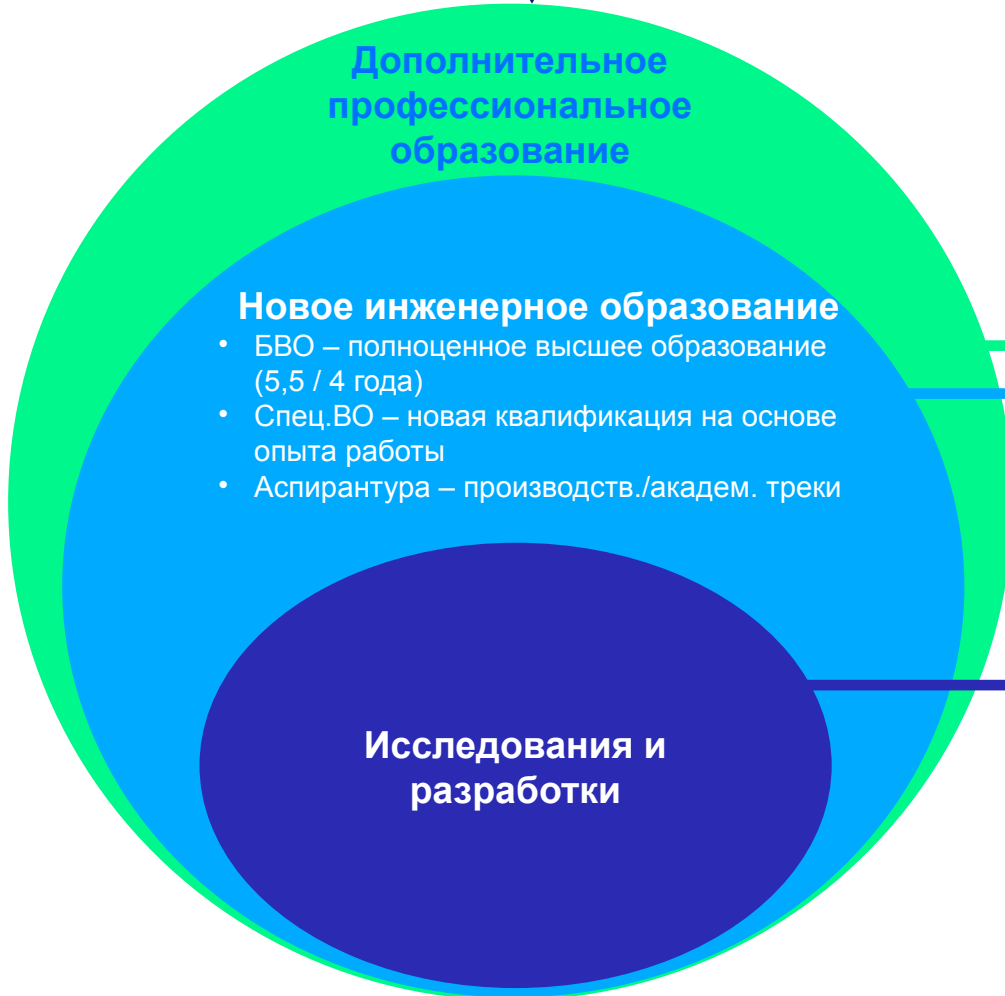 Дополнительное
профессиональное
образование
Новое инженерное образование
• БВО – полноценное высшее образование
(5,5 / 4 года)
• Спец.ВО – новая квалификация на основе
опыта работы
• Аспирантура – производств./академ. треки
Исследования и
разработки